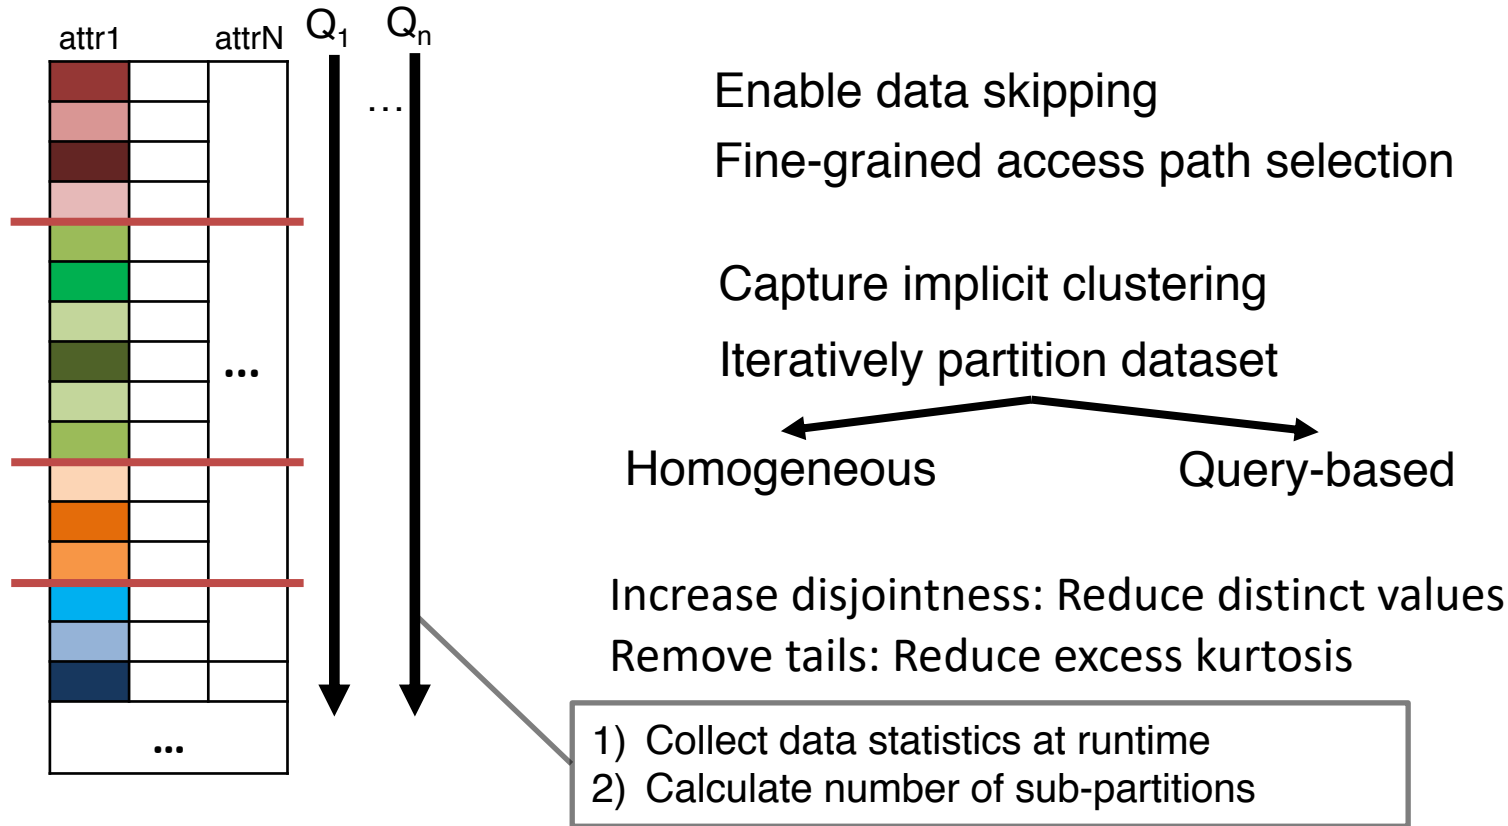 attr1 attrN Q1 Qn
...
Enable data skipping
Fine-grained access path selection
Capture implicit clustering
Iteratively partition dataset
...
Homogeneous Query-based
Increase disjointness: Reduce distinct values
Remove tails: Reduce excess kurtosis
1) Collect data statistics at runtime
2) Calculate number of sub-partitions
...